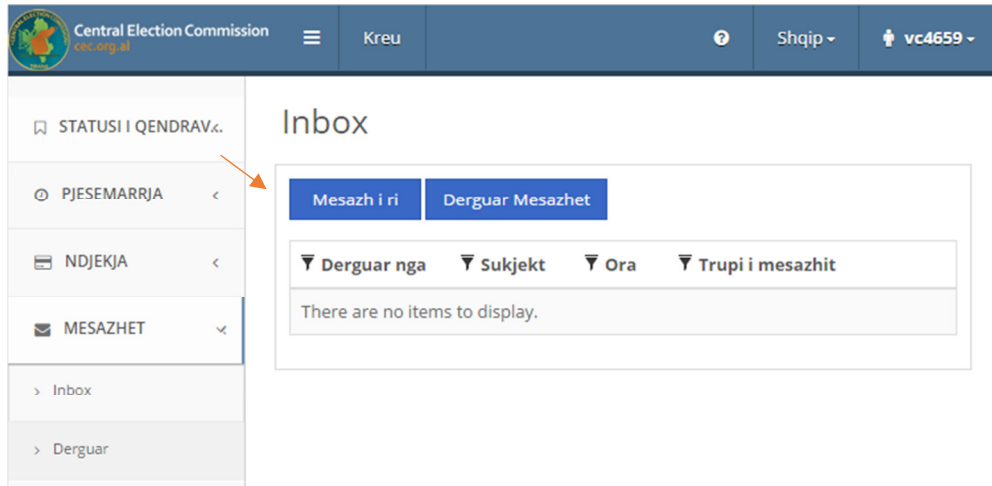 Central Election Commission
cec.org.al
Kreu
Shqip
vc4659
STATUSI I QENDRAV..
PJESEMARRJA
NDJEKJA
MESAZHET
Inbox
Derguar
Inbox
Mesazh i ri
Derguar Mesazhet
Derguar nga
Sukjekt
Ora
Trupi i mesazhit
There are no items to display.